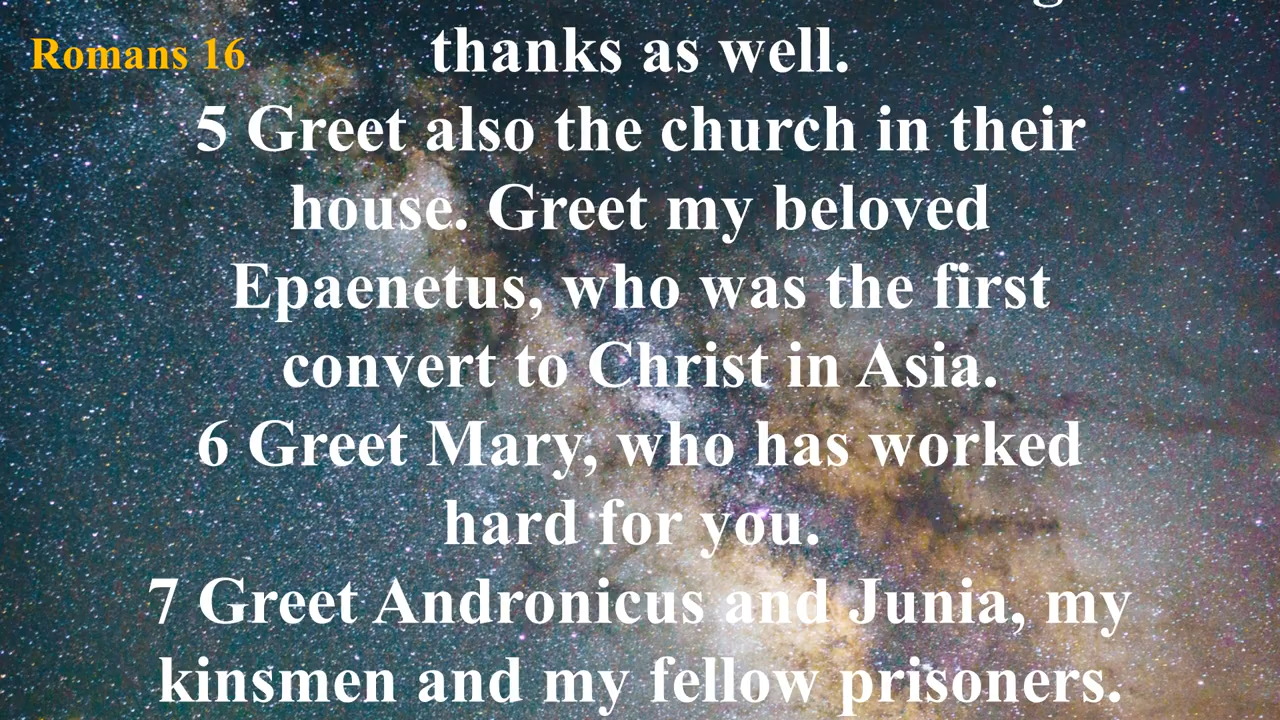 Romans 16
thanks as well.
5 Greet also the church in their
house. Greet my beloved
Epaenetus, who was the first
convert to Christ in Asia.
6 Greet Mary, who has worked
hard for you.
7 Greet Andronicus and Junia, my
kinsmen and my fellow prisoners.